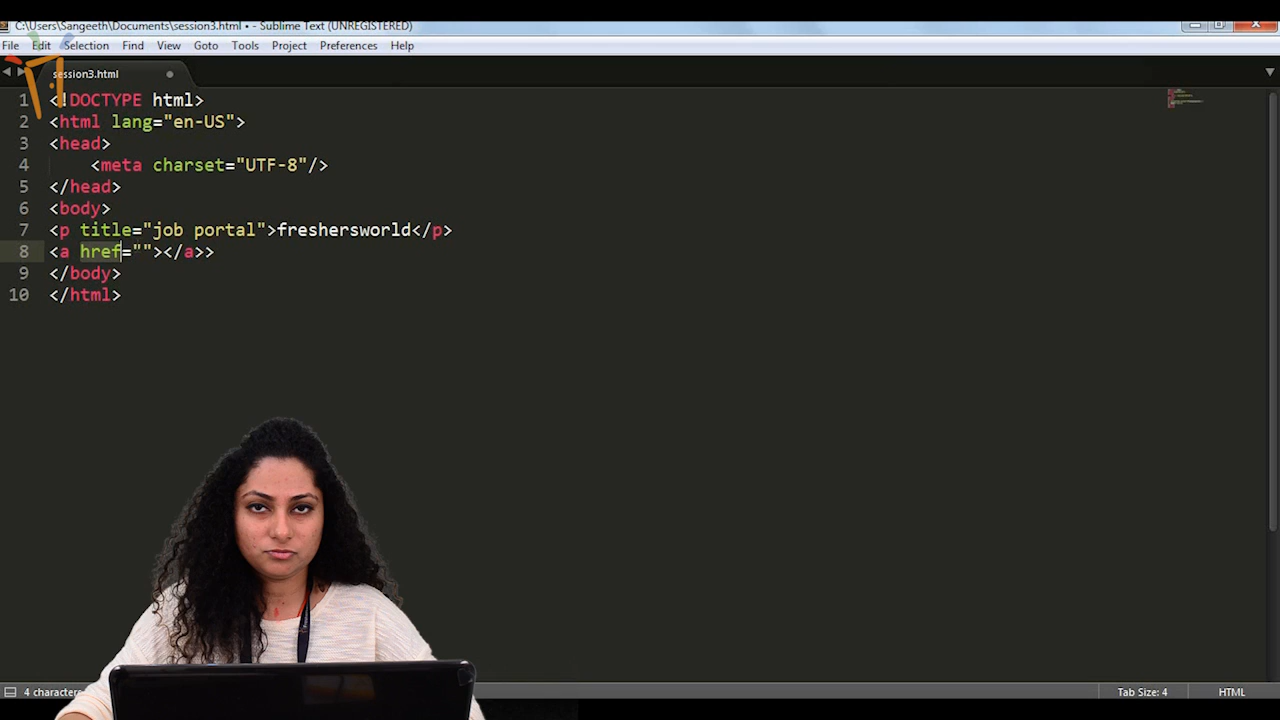 C:\Users\Sangeeth\Documents\session3.html • - Sublime Text (UNREGISTERED)
File Edit Selection Find View Goto Tools Project Preferences Help
session3.html
1 <!DOCTYPE html>
2 <html lang="en-US">
3 <head>
4 <meta charset="UTF-8"/>
5 </head>
6 <body>
7 <p title="job portal">freshersworld</p>
8 <a href=""></a>>
9 </body>
10 </html>
4 characters Tab Size: 4 HTML